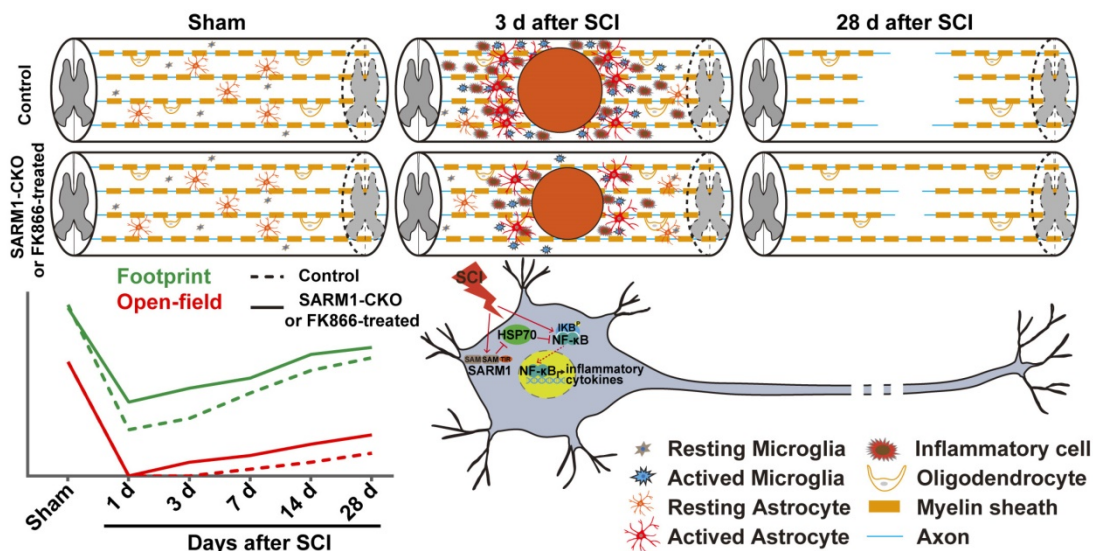 Sham
3 d after SCI
28 d after SCI
Control
SARM1-CKO
or FK866-treated
Footprint
Open-field
Control
SARM1-CKO
or FK866-treated
Sham
1 d
3 d
7 d
14 d
28 d
Days after SCI
SCI
HSP70
IKB
P
NF-κB
SAM SAM TIR
SARM1
NF-κB
inflammatory
cytokines
Resting Microglia
Actived Microglia
Resting Astrocyte
Actived Astrocyte
Inflammatory cell
Oligodendrocyte
Myelin sheath
Axon